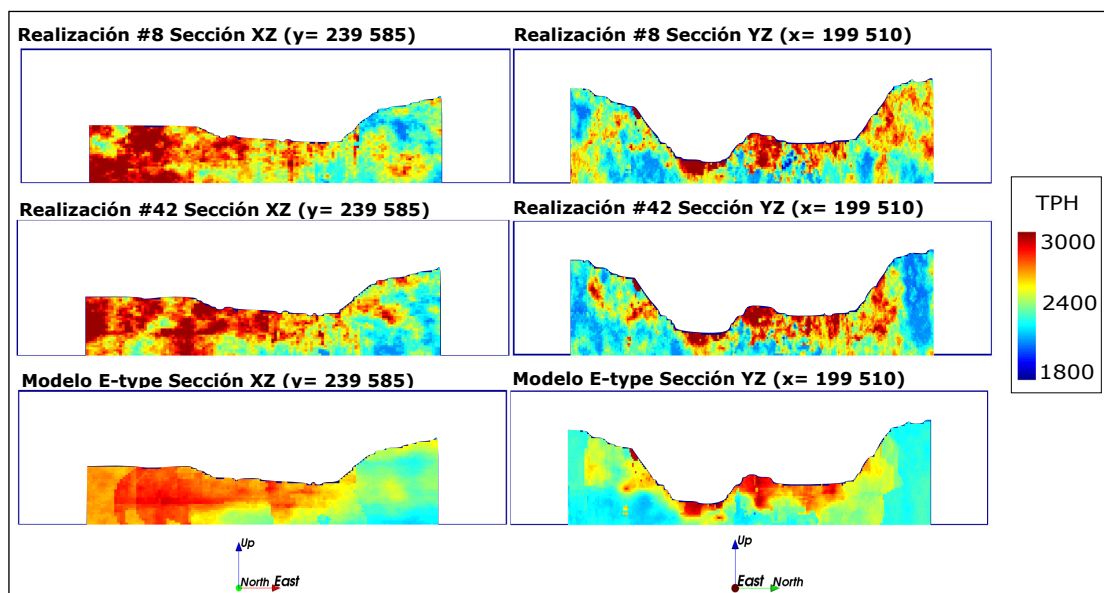 Realización #8 Sección XZ (y= 239 585)
Realización #8 Sección YZ (x= 199 510)
Realización #42 Sección XZ (y= 239 585)
Realización #42 Sección YZ (x= 199 510)
Modelo E-type Sección XZ (y= 239 585)
Modelo E-type Sección YZ (x= 199 510)
TPH
3000
2400
1800
Up
North East
Up
East North